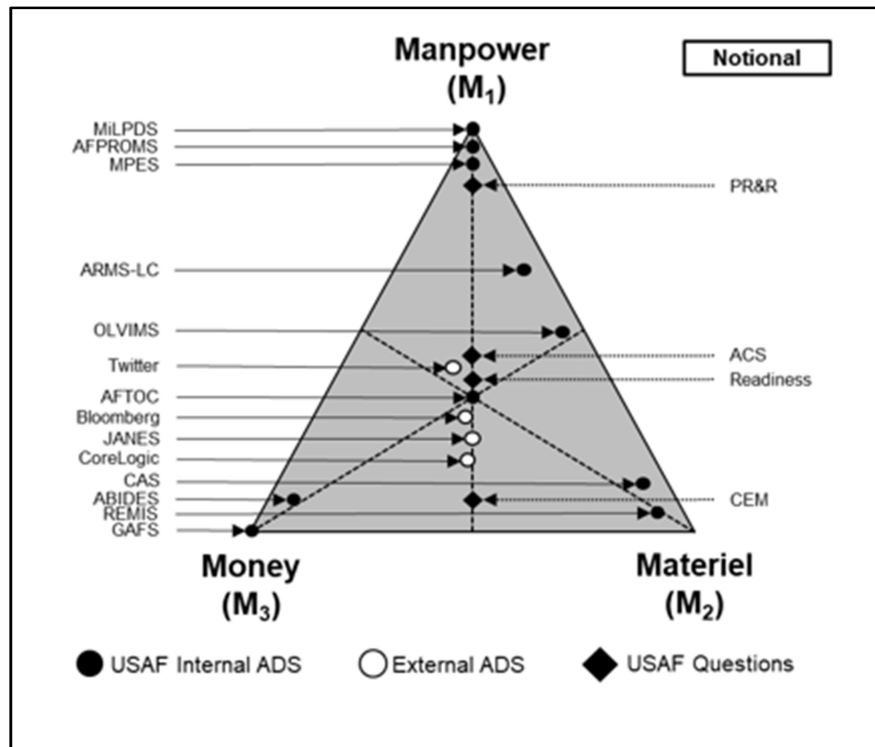 Manpower
(M₁)
Notional
MiLPDS
AFPROMS
MPES
PR&R
ARMS-LC
OLVIMS
ACS
Twitter
Readiness
AFTOC
Bloomberg
JANES
CoreLogic
CAS
ABIDES
CEM
REMIS
GAFS
Money
(M₃)
Materiel
(M₂)
USAF Internal ADS
External ADS
USAF Questions